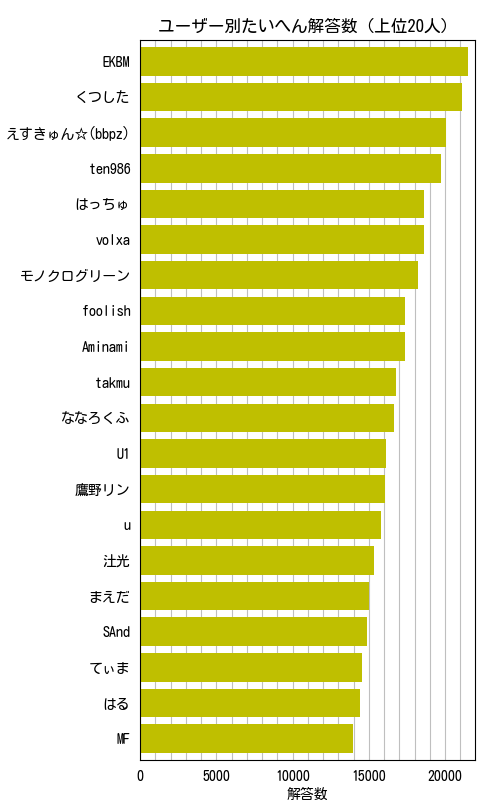 ユーザー別たいへん解答数 (上位20人)
EKBM
くつした
えすきゅん☆(bbpz)
ten986
はっちゅ
volxa
モノクログリーン
foolish
Aminami
takmu
ななろくふ
U1
鷹野リン
u
辻光
まえだ
SAnd
てぃま
はる
MF
0 5000 10000 15000 20000
解答数